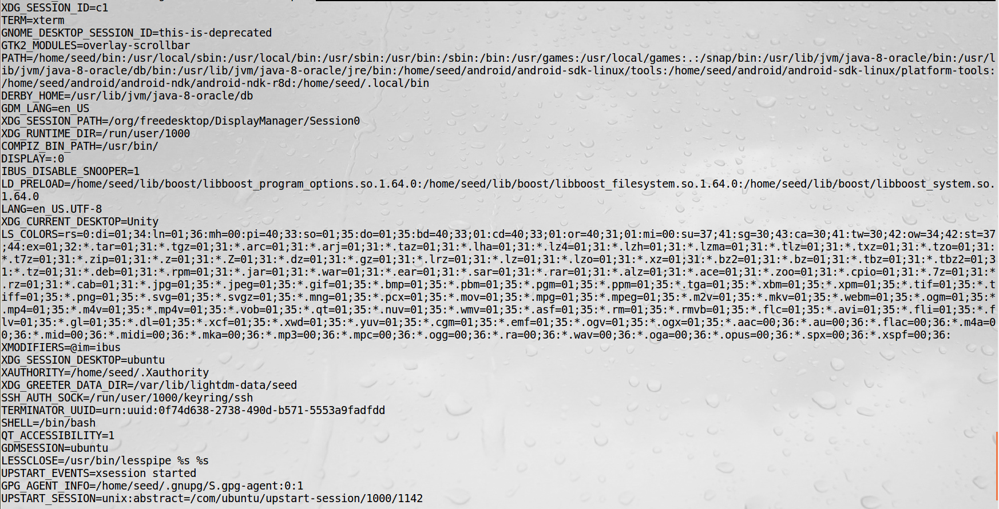 XDG_SESSION_ID=c1
TERM=xterm
GNOME_DESKTOP_SESSION_ID=this-is-deprecated
GTK2_MODULES=overlay-scrollbar
PATH=/home/seed/bin:/usr/local/sbin:/usr/local/bin:/usr/sbin:/usr/bin:/sbin:/bin:/usr/games:/usr/local/games:.:/snap/bin:/usr/lib/jvm/java-8-oracle/bin:/usr/l
ib/jvm/java-8-oracle/db/bin:/usr/lib/jvm/java-8-oracle/jre/bin:/home/seed/android/android-sdk-linux/tools:/home/seed/android/android-sdk-linux/platform-tools:
/home/seed/android/android-ndk/android-ndk-r8d:/home/seed/.local/bin
DERBY_HOME=/usr/lib/jvm/java-8-oracle/db
GDM_LANG=en_US
XDG_SESSION_PATH=/org/freedesktop/DisplayManager/Session0
XDG_RUNTIME_DIR=/run/user/1000
COMPIZ_BIN_PATH=/usr/bin/
DISPLAY=:0
IBUS_DISABLE_SNOOPER=1
LD_PRELOAD=/home/seed/lib/boost/libboost_program_options.so.1.64.0:/home/seed/lib/boost/libboost_filesystem.so.1.64.0:/home/seed/lib/boost/libboost_system.so.
1.64.0
LANG=en_US.UTF-8
XDG_CURRENT_DESKTOP=Unity
LS_COLORS=rs=0:di=01;34:ln=01;36:mh=00:pi=40;33:so=01;35:do=01;35:bd=40;33;01:cd=40;33;01:or=40;31;01:mi=00:su=37;41:sg=30;43:ca=30;41:tw=30;42:ow=34;42:st=37
;44:ex=01;32:*.tar=01;31:*.tgz=01;31:*.arc=01;31:*.arj=01;31:*.taz=01;31:*.lha=01;31:*.lz4=01;31:*.lzh=01;31:*.lzma=01;31:*.tlz=01;31:*.txz=01;31:*.tzo=01;31:
*.t7z=01;31:*.zip=01;31:*.z=01;31:*.Z=01;31:*.dz=01;31:*.gz=01;31:*.lrz=01;31:*.lz=01;31:*.lzo=01;31:*.xz=01;31:*.bz2=01;31:*.bz=01;31:*.tbz=01;31:*.tbz2=01;3
1:*.tz=01;31:*.deb=01;31:*.rpm=01;31:*.jar=01;31:*.war=01;31:*.ear=01;31:*.sar=01;31:*.rar=01;31:*.alz=01;31:*.ace=01;31:*.zoo=01;31:*.cpio=01;31:*.7z=01;31:*
.rz=01;31:*.cab=01;31:*.jpg=01;35:*.jpeg=01;35:*.gif=01;35:*.bmp=01;35:*.pbm=01;35:*.pgm=01;35:*.ppm=01;35:*.tga=01;35:*.xbm=01;35:*.xpm=01;35:*.tif=01;35:*.t
iff=01;35:*.png=01;35:*.svg=01;35:*.svgz=01;35:*.mng=01;35:*.pcx=01;35:*.mov=01;35:*.mpg=01;35:*.mpeg=01;35:*.m2v=01;35:*.mkv=01;35:*.webm=01;35:*.ogm=01;35:*
.mp4=01;35:*.m4v=01;35:*.mp4v=01;35:*.vob=01;35:*.qt=01;35:*.nuv=01;35:*.wmv=01;35:*.asf=01;35:*.rm=01;35:*.rmvb=01;35:*.flc=01;35:*.avi=01;35:*.fli=01;35:*.f
lv=01;35:*.gl=01;35:*.dl=01;35:*.xcf=01;35:*.xwd=01;35:*.yuv=01;35:*.cgm=01;35:*.emf=01;35:*.ogv=01;35:*.ogx=01;35:*.aac=00;36:*.au=00;36:*.flac=00;36:*.m4a=0
0;36:*.mid=00;36:*.midi=00;36:*.mka=00;36:*.mp3=00;36:*.mpc=00;36:*.ogg=00;36:*.ra=00;36:*.wav=00;36:*.oga=00;36:*.opus=00;36:*.spx=00;36:*.xspf=00;36:
XMODIFIERS=@im=ibus
XDG_SESSION_DESKTOP=ubuntu
XAUTHORITY=/home/seed/.Xauthority
XDG_GREETER_DATA_DIR=/var/lib/lightdm-data/seed
SSH_AUTH_SOCK=/run/user/1000/keyring/ssh
TERMINATOR_UUID=urn:uuid:0f74d638-2738-490d-b571-5553a9fadfdd
SHELL=/bin/bash
QT_ACCESSIBILITY=1
GDMSESSION=ubuntu
LESSCLOSE=/usr/bin/lesspipe %s %s
UPSTART_EVENTS=xsession started
GPG_AGENT_INFO=/home/seed/.gnupg/S.gpg-agent:0:1
UPSTART_SESSION=unix:abstract=/com/ubuntu/upstart-session/1000/1142